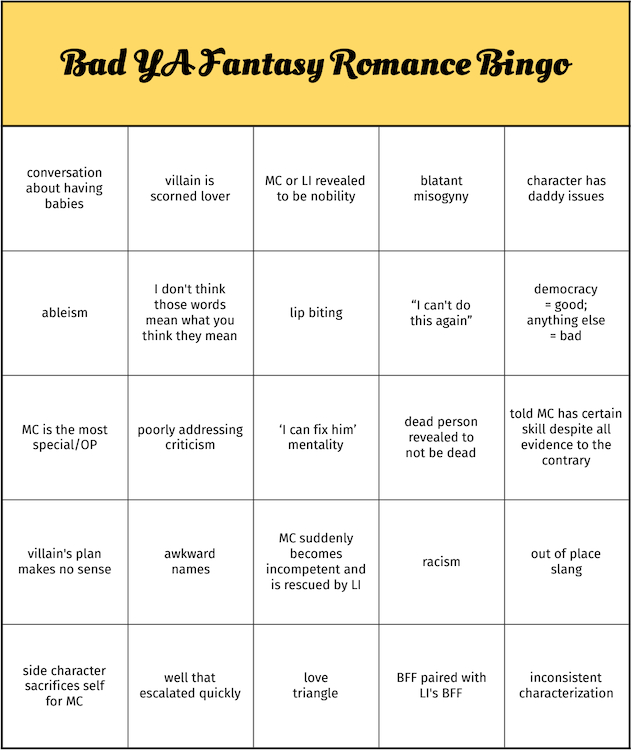 Bad YA Fantasy Romance Bingo
conversation
about having
babies
villain is
scorned lover
MC or LI revealed
to be nobility
blatant
misogyny
character has
daddy issues
ableism
I don't think
those words
mean what you
think they mean
lip biting
“I can't do
this again”
democracy
= good;
anything else
= bad
MC is the most
special/OP
poorly addressing
criticism
‘I can fix him’
mentality
dead person
revealed to
not be dead
told MC has certain
skill despite all
evidence to the
contrary
villain's plan
makes no sense
awkward
names
MC suddenly
becomes
incompetent and
is rescued by LI
racism
out of place
slang
side character
sacrifices self
for MC
well that
escalated quickly
love
triangle
BFF paired with
LI's BFF
inconsistent
characterization